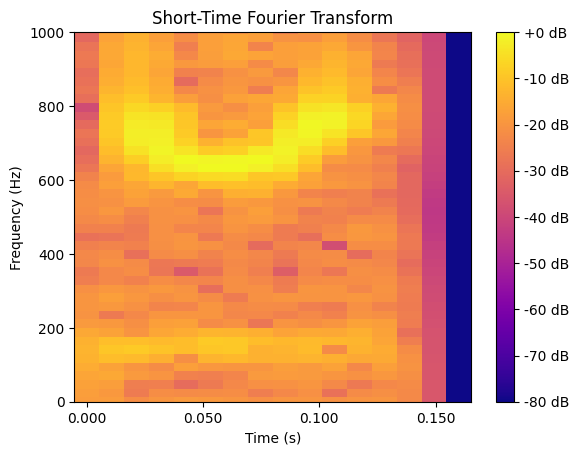 Short-Time Fourier Transform
1000
800
600
400
200
0
Frequency (Hz)
0.000
0.050
0.100
0.150
Time (s)
+0 dB
-10 dB
-20 dB
-30 dB
-40 dB
-50 dB
-60 dB
-70 dB
-80 dB